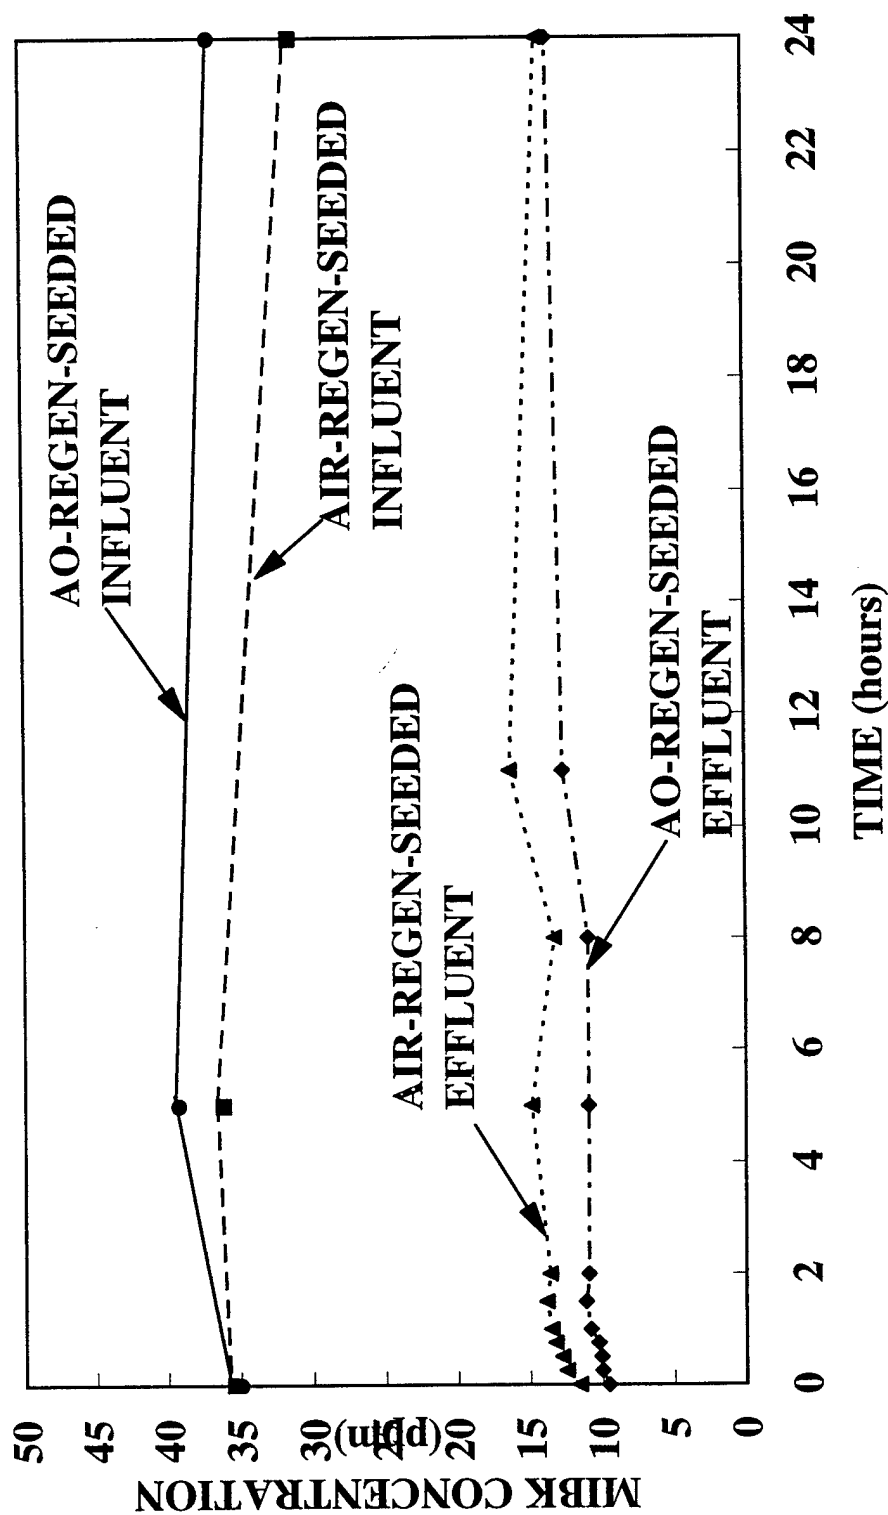 MIBK CONCENTRATION
(ppm)
50
45
40
35
30
25
20
15
10
5
0
AO-REGEN-SEEDED
INFLUENT
AIR-REGEN-SEEDED
INFLUENT
AIR-REGEN-SEEDED
EFFLUENT
AO-REGEN-SEEDED
EFFLUENT
0 2 4 6 8 10 12 14 16 18 20 22 24
TIME (hours)